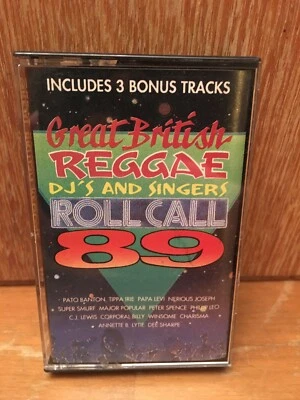 INCLUDES 3 BONUS TRACKS
Great British
REGGAE
DJ'S AND SINGERS
ROLL CALL
89
PATO BANTON TIPPA IRIE PAPA LEVI NERIOUS JOSEPH
SUPER SMURF MAJOR POPULAR PETER SPENCE PHILIP LEO
C.J. LEWIS CORPORAL BILLY WINSOME CHARISMA
ANNETTE B. LYTIE DEE SHARPE